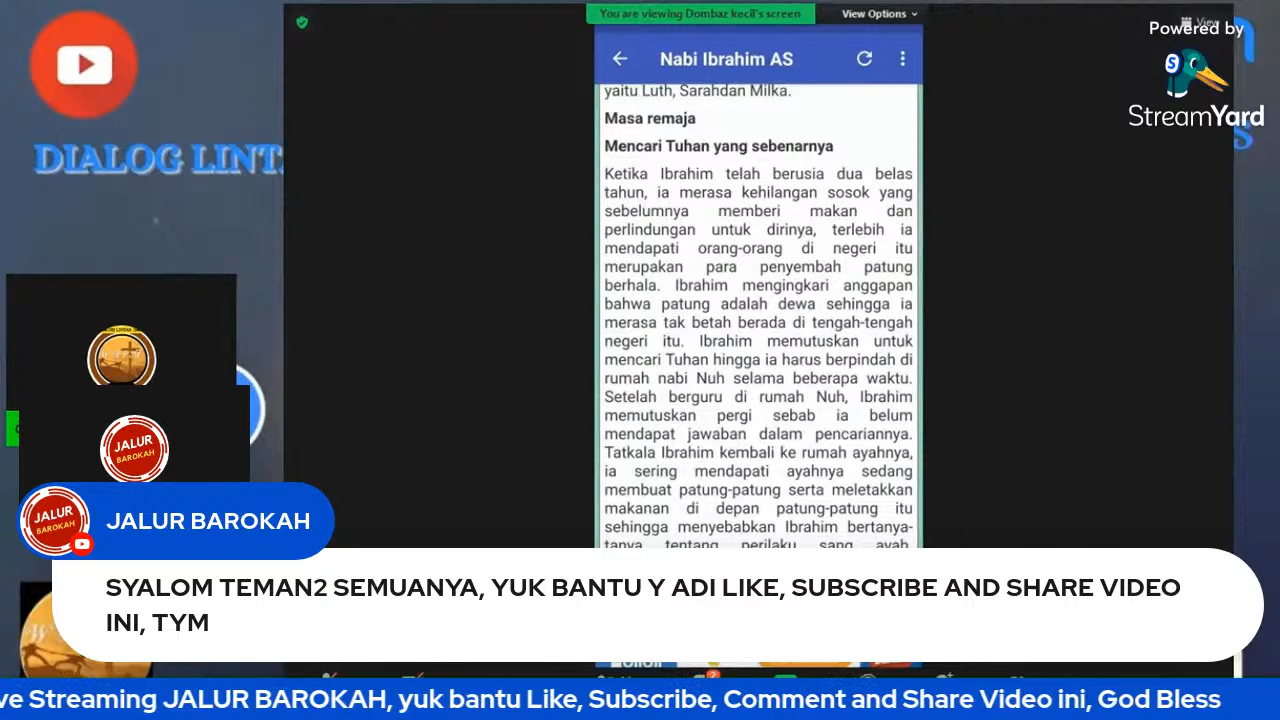 You are viewing Dombaz kecil's screen
View Options
View
Powered by
StreamYard
DIALOG LINT
Nabi Ibrahim AS
yaitu Luth, Sarahdan Milka.
Masa remaja
Mencari Tuhan yang sebenarnya
Ketika Ibrahim telah berusia dua belas
tahun, ia merasa kehilangan sosok yang
sebelumnya memberi makan dan
perlindungan untuk dirinya, terlebih ia
mendapati orang-orang di negeri itu
merupakan para penyembah patung
berhala. Ibrahim mengingkari anggapan
bahwa patung adalah dewa sehingga ia
merasa tak betah berada di tengah-tengah
negeri itu. Ibrahim memutuskan untuk
mencari Tuhan hingga ia harus berpindah di
rumah nabi Nuh selama beberapa waktu.
Setelah berguru di rumah Nuh, Ibrahim
memutuskan pergi sebab ia belum
mendapat jawaban dalam pencariannya.
Tatkala Ibrahim kembali ke rumah ayahnya,
ia sering mendapati ayahnya sedang
membuat patung-patung serta meletakkan
makanan di depan patung-patung itu
sehingga menyebabkan Ibrahim bertanya-
tanya tentang perilaku sang ayah.
JALUR
BAROKAH
JALUR
BAROKAH
JALUR BAROKAH
SYALOM TEMAN2 SEMUANYA, YUK BANTU Y ADI LIKE, SUBSCRIBE AND SHARE VIDEO
INI, TYM
ve Streaming JALUR BAROKAH, yuk bantu Like, Subscribe, Comment and Share Video ini, God Bless